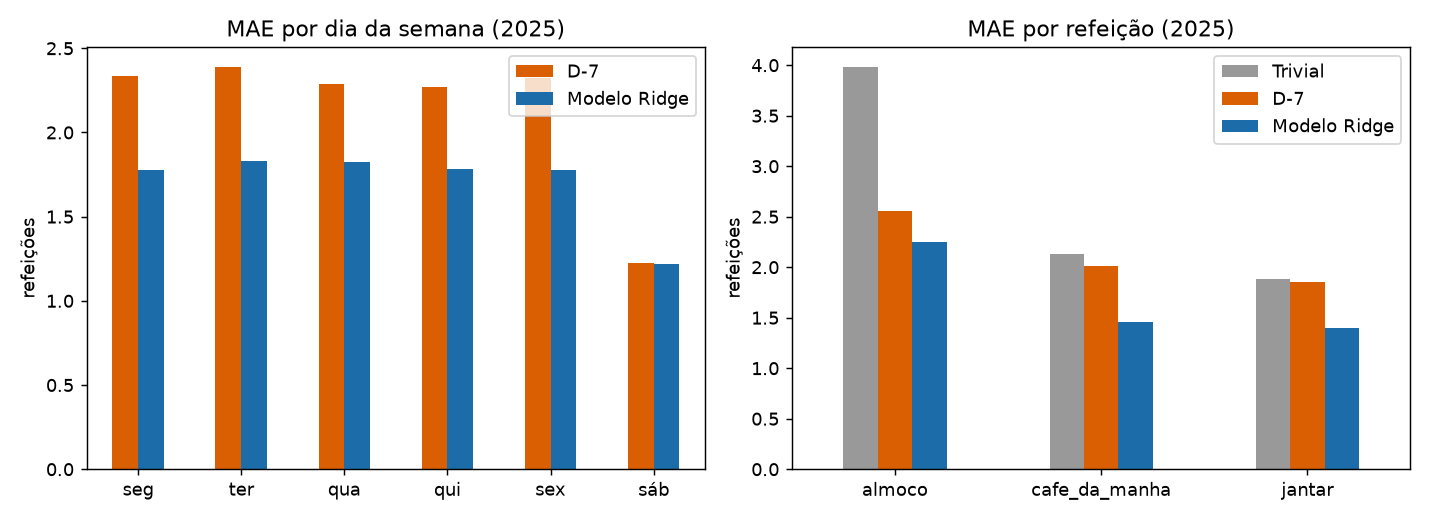 MAE por dia da semana (2025)
refeições
2.5
2.0
1.5
1.0
0.5
0.0
seg
ter
qua
qui
sex
sáb
D-7
Modelo Ridge
MAE por refeição (2025)
refeições
4.0
3.5
3.0
2.5
2.0
1.5
1.0
0.5
0.0
almoco
cafe_da_manha
jantar
Trivial
D-7
Modelo Ridge